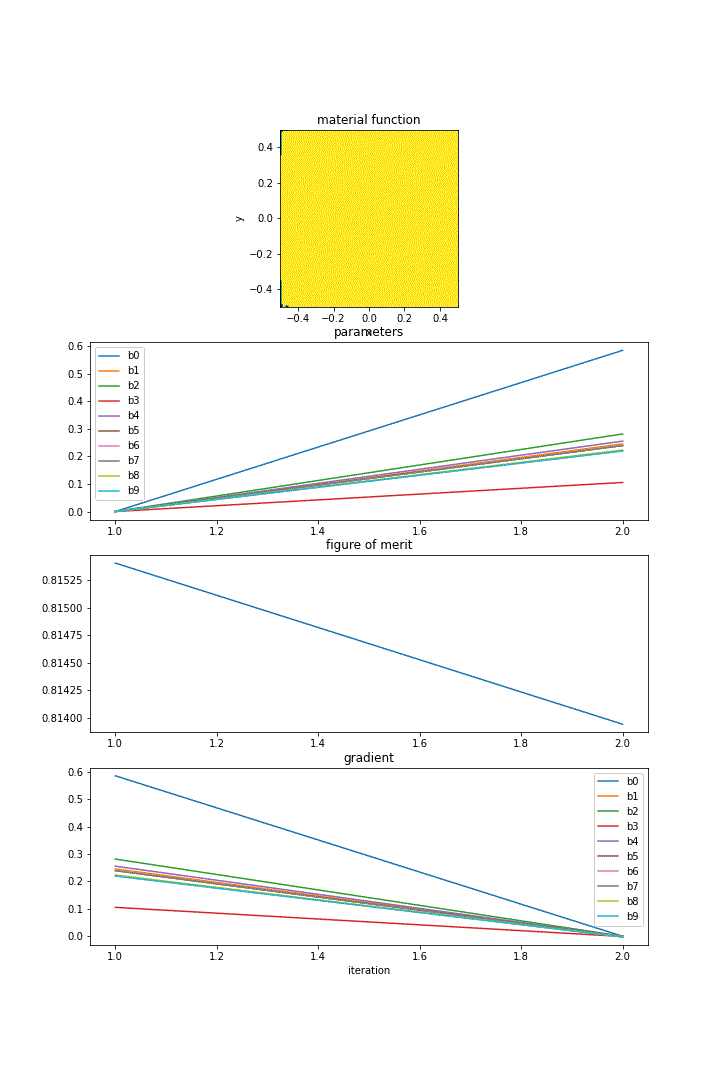 material function
0.4
0.2
0.0
−0.2
−0.4
y
−0.4 −0.2 0.0 0.2 0.4
x
parameters
0.6
0.5
0.4
0.3
0.2
0.1
0.0
b0
b1
b2
b3
b4
b5
b6
b7
b8
b9
1.0 1.2 1.4 1.6 1.8 2.0
figure of merit
0.81525
0.81500
0.81475
0.81450
0.81425
0.81400
1.0 1.2 1.4 1.6 1.8 2.0
gradient
0.6
0.5
0.4
0.3
0.2
0.1
0.0
b0
b1
b2
b3
b4
b5
b6
b7
b8
b9
1.0 1.2 1.4 1.6 1.8 2.0
iteration